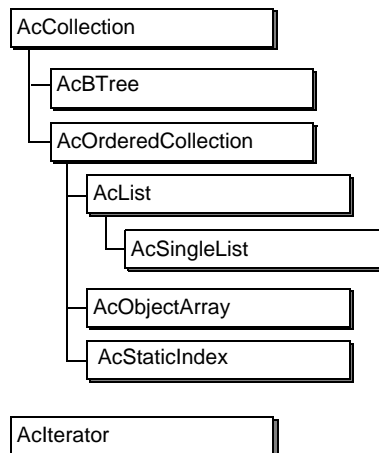 AcCollection
AcBTree
AcOrderedCollection
AcList
AcSingleList
AcObjectArray
AcStaticIndex
AcIterator